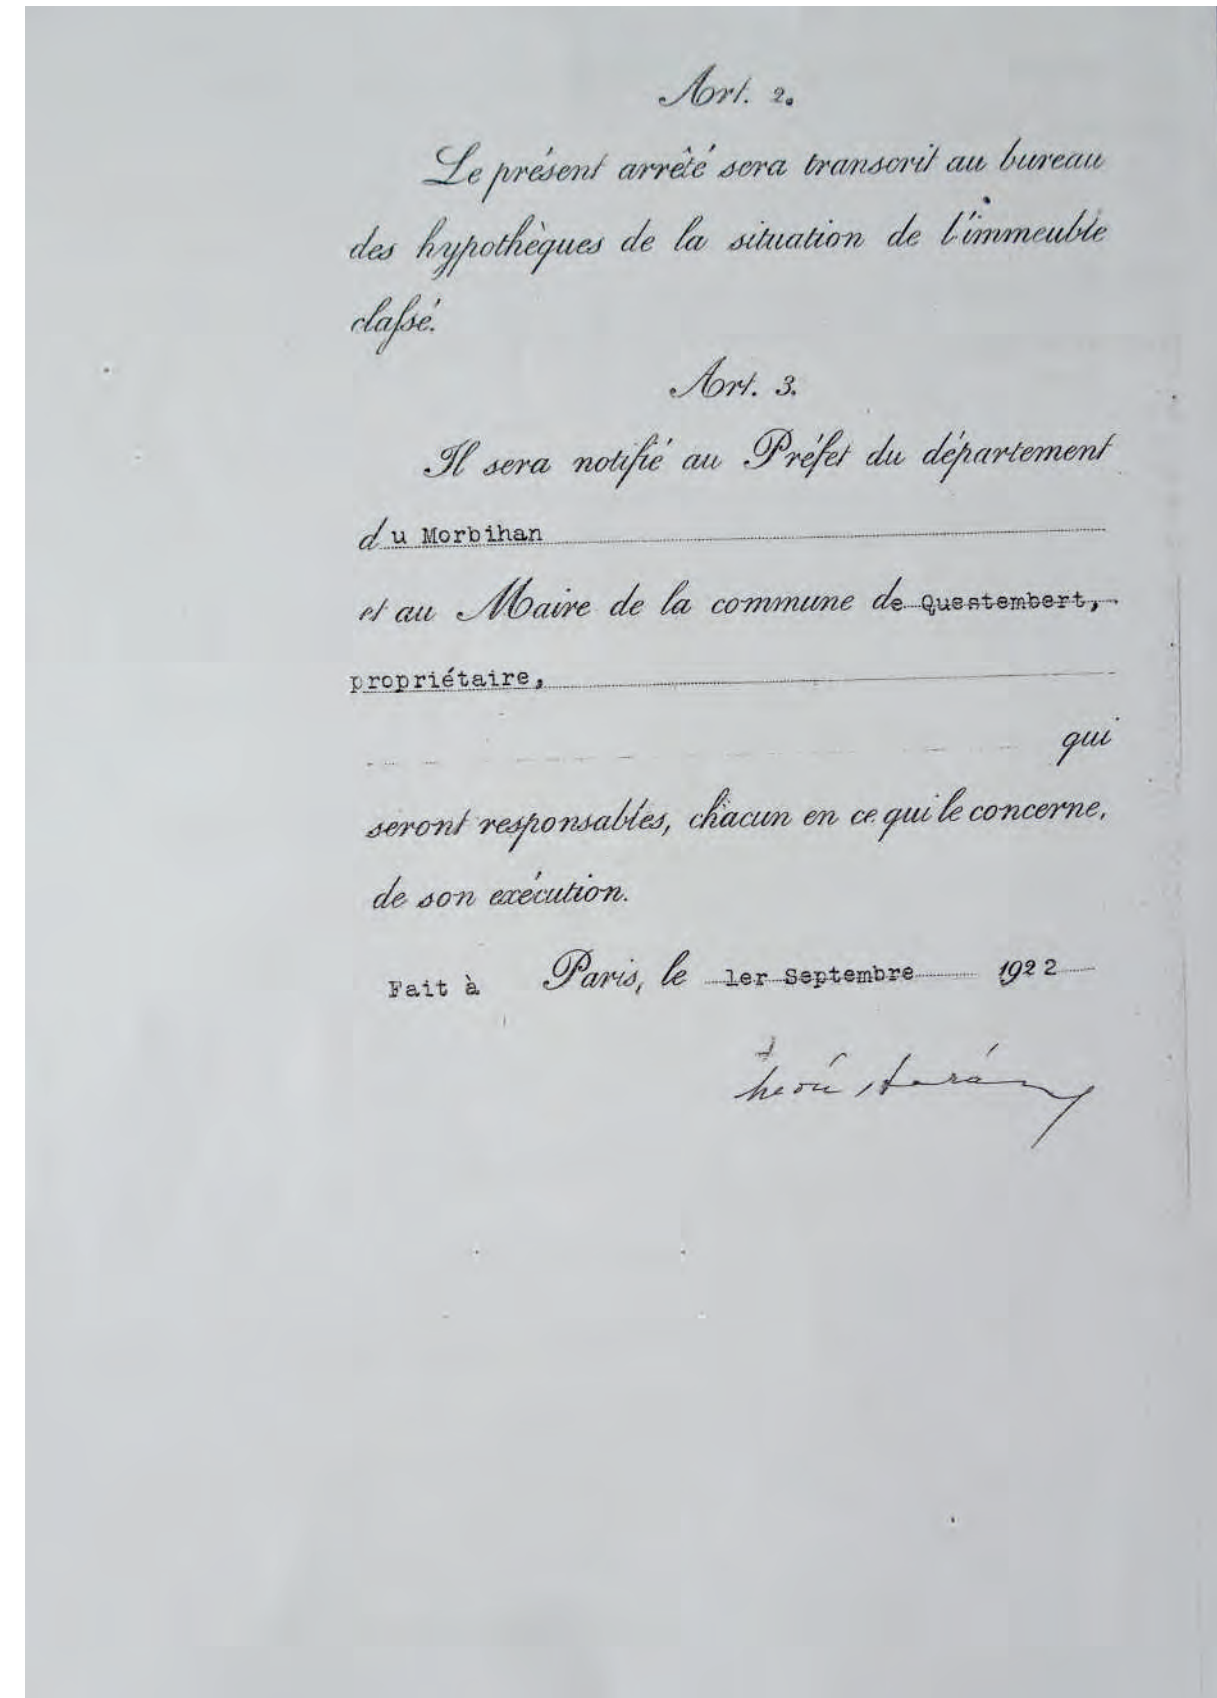 Art. 2.
Le présent arrêté sera transcrit au bureau
des hypothèques de la situation de l'immeuble
classé.
Art. 3.
Il sera notifié au Préfet du département
du Morbihan
et au Maire de la commune de Questembert,
propriétaire,
qui
seront responsables, chacun en ce qui le concerne,
de son exécution.
Fait à Paris, le 1er Septembre 1922